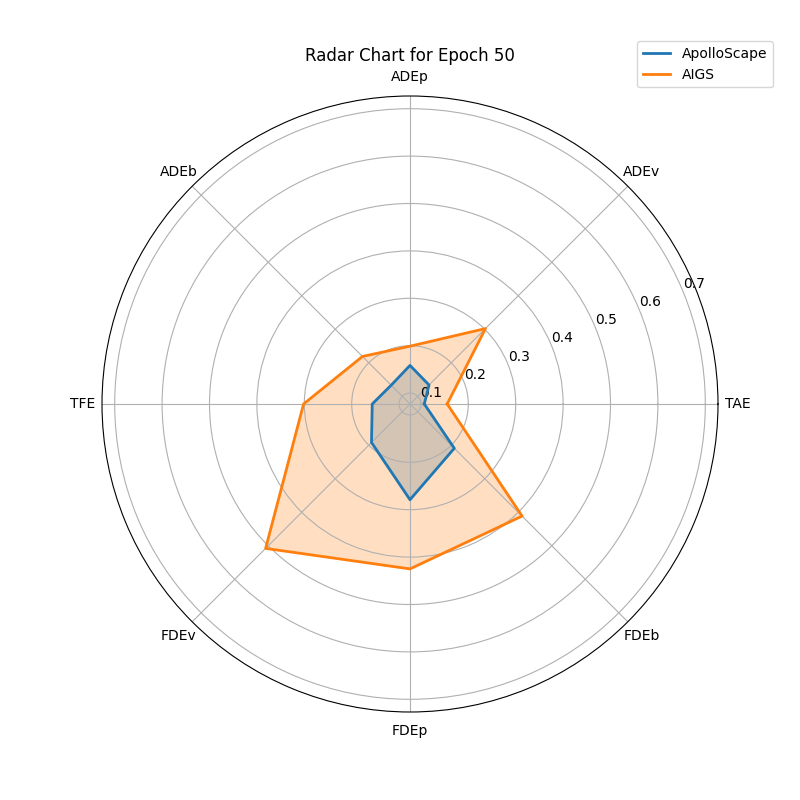 Radar Chart for Epoch 50
ApolloScape
AIGS
ADEp
ADEb
ADEv
0.7
0.6
0.5
0.4
0.3
0.2
0.1
TFE
TAE
FDEv
FDEb
FDEp